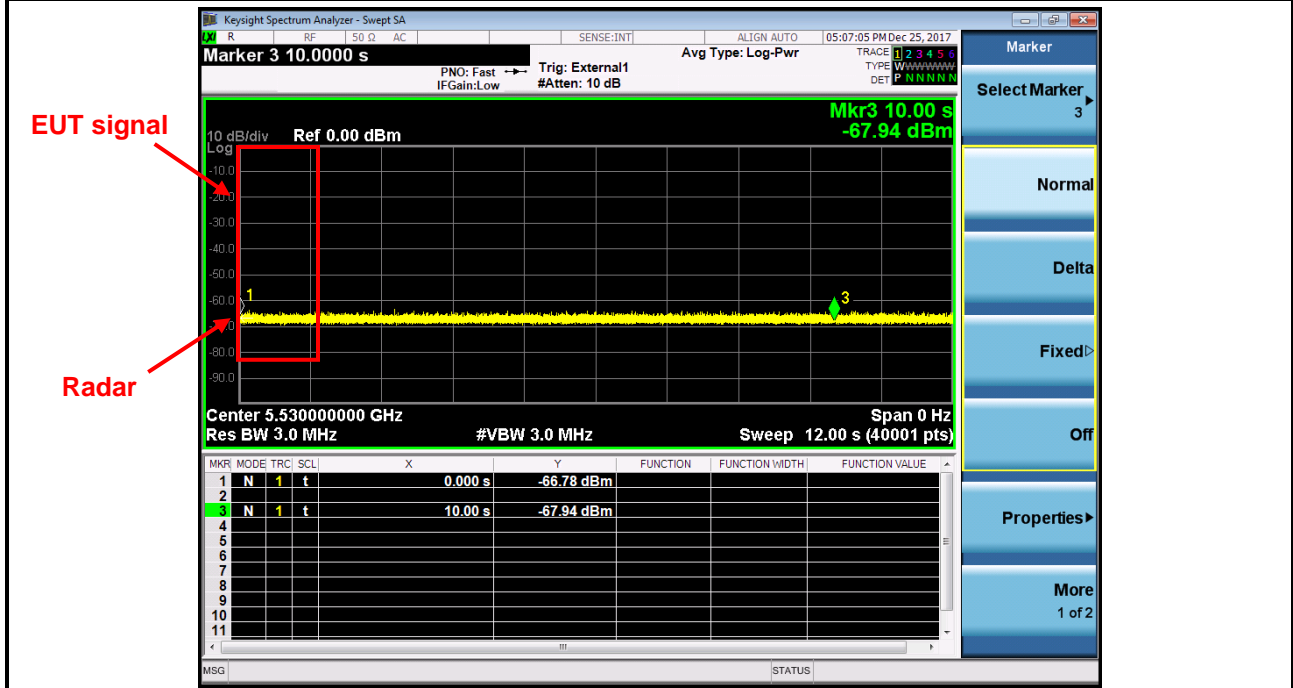 Keysight Spectrum Analyzer - Swept SA
LXI R RF 50 Ω AC SENSE:INT ALIGN AUTO 05:07:05 PM Dec 25, 2017
Marker 3 10.0000 s
PNO: Fast
IFGain:Low
Trig: External1
#Atten: 10 dB
Avg Type: Log-Pwr
TRACE 1 2 3 4 5 6
TYPE WWWWWW
DET P N N N N N
Mkr3 10.00 s
-67.94 dBm
10 dB/div
Log
Ref 0.00 dBm
-10.0
-20.0
-30.0
-40.0
-50.0
-60.0
-80.0
-90.0
1
3
Center 5.530000000 GHz
Span 0 Hz
Res BW 3.0 MHz
#VBW 3.0 MHz
Sweep 12.00 s (40001 pts)
MKR MODE TRC SCL X Y FUNCTION FUNCTION WIDTH FUNCTION VALUE
1 N 1 t 0.000 s -66.78 dBm
2
3 N 1 t 10.00 s -67.94 dBm
4
5
6
7
8
9
10
11
MSG
STATUS
EUT signal
Radar
Marker
Select Marker
3
Normal
Delta
Fixed
Off
Properties
More
1 of 2